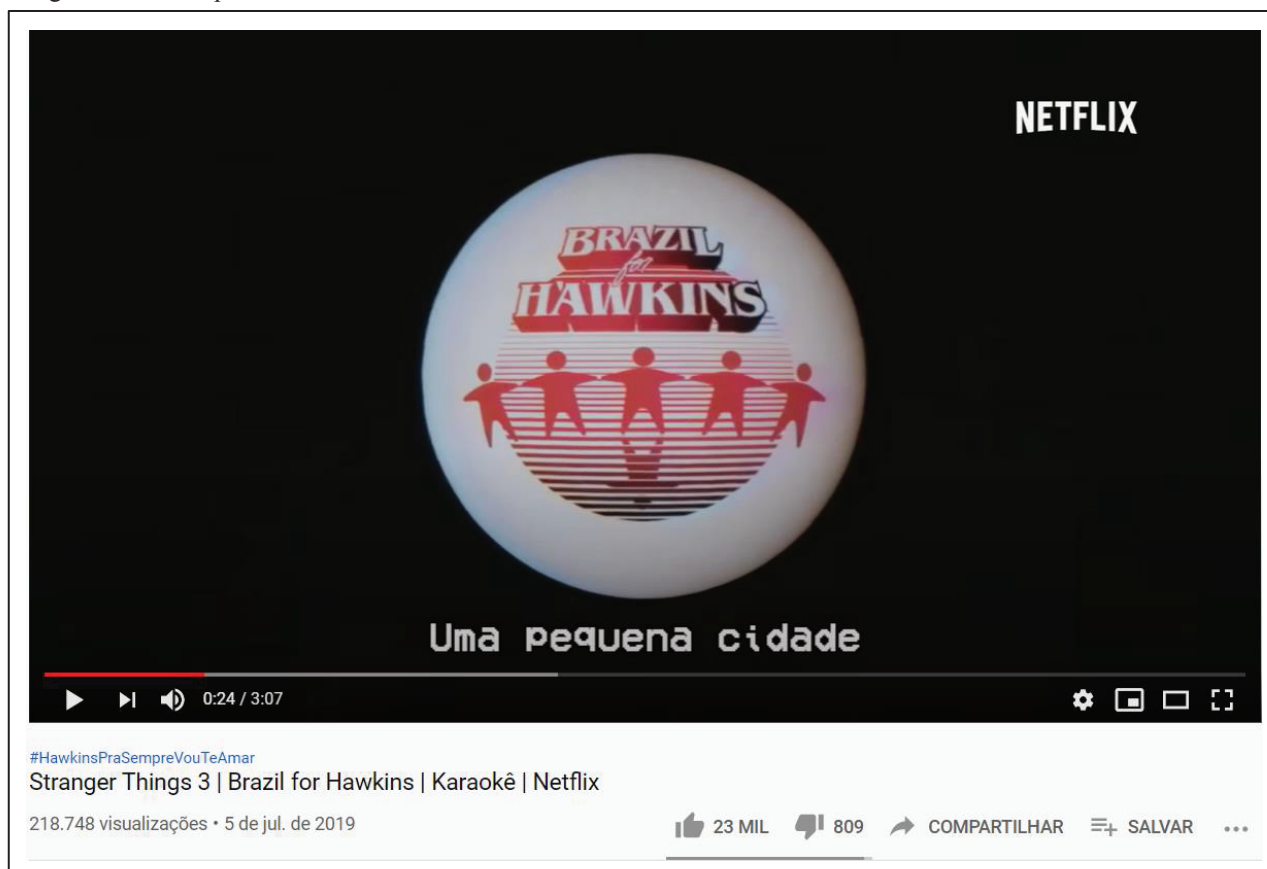 NETFLIX
BRAZIL
for
HAWKINS
Uma pequena cidade
0:24 / 3:07
#HawkinsPraSempreVouTeAmar
Stranger Things 3 | Brazil for Hawkins | Karaokê | Netflix
218.748 visualizações • 5 de jul. de 2019
23 MIL 809 COMPARTILHAR SALVAR